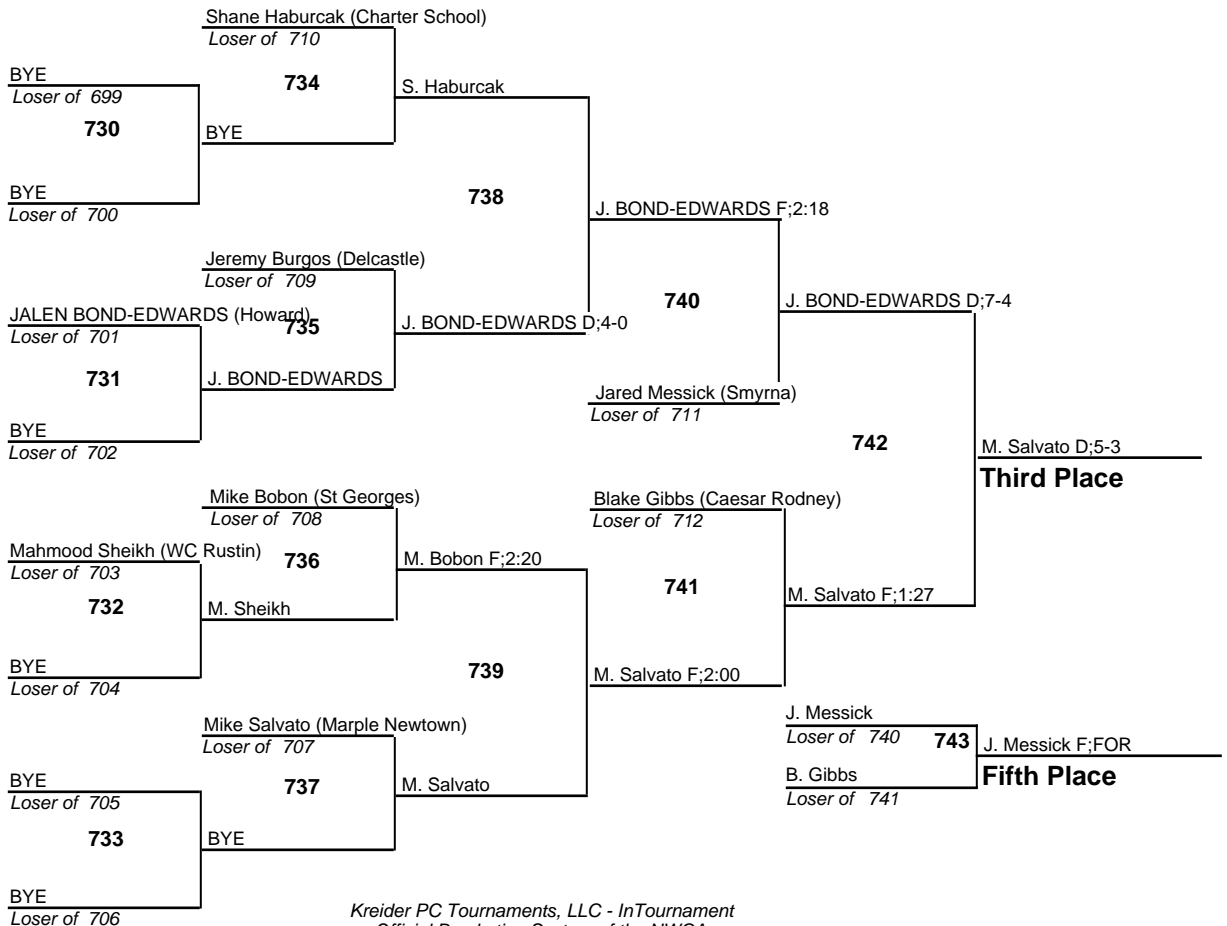 Shane Haburcak (Charter School)
Loser of 710
BYE
Loser of 699
734
S. Haburcak
730
BYE
BYE
Loser of 700
738
J. BOND-EDWARDS F;2:18
Jeremy Burgos (Delcastle)
Loser of 709
JALEN BOND-EDWARDS (Howard)
Loser of 701
735
J. BOND-EDWARDS D;4-0
740
J. BOND-EDWARDS D;7-4
731
J. BOND-EDWARDS
Jared Messick (Smyrna)
Loser of 711
BYE
Loser of 702
742
M. Salvato D;5-3
Third Place
Mike Bobon (St Georges)
Loser of 708
Blake Gibbs (Caesar Rodney)
Loser of 712
Mahmood Sheikh (WC Rustin)
Loser of 703
736
M. Bobon F;2:20
741
M. Salvato F;1:27
732
M. Sheikh
BYE
Loser of 704
739
M. Salvato F;2:00
Mike Salvato (Marple Newtown)
Loser of 707
J. Messick
Loser of 740
743
J. Messick F;FOR
Fifth Place
B. Gibbs
Loser of 741
BYE
Loser of 705
737
M. Salvato
733
BYE
BYE
Loser of 706
Kreider PC Tournaments, LLC - InTournament